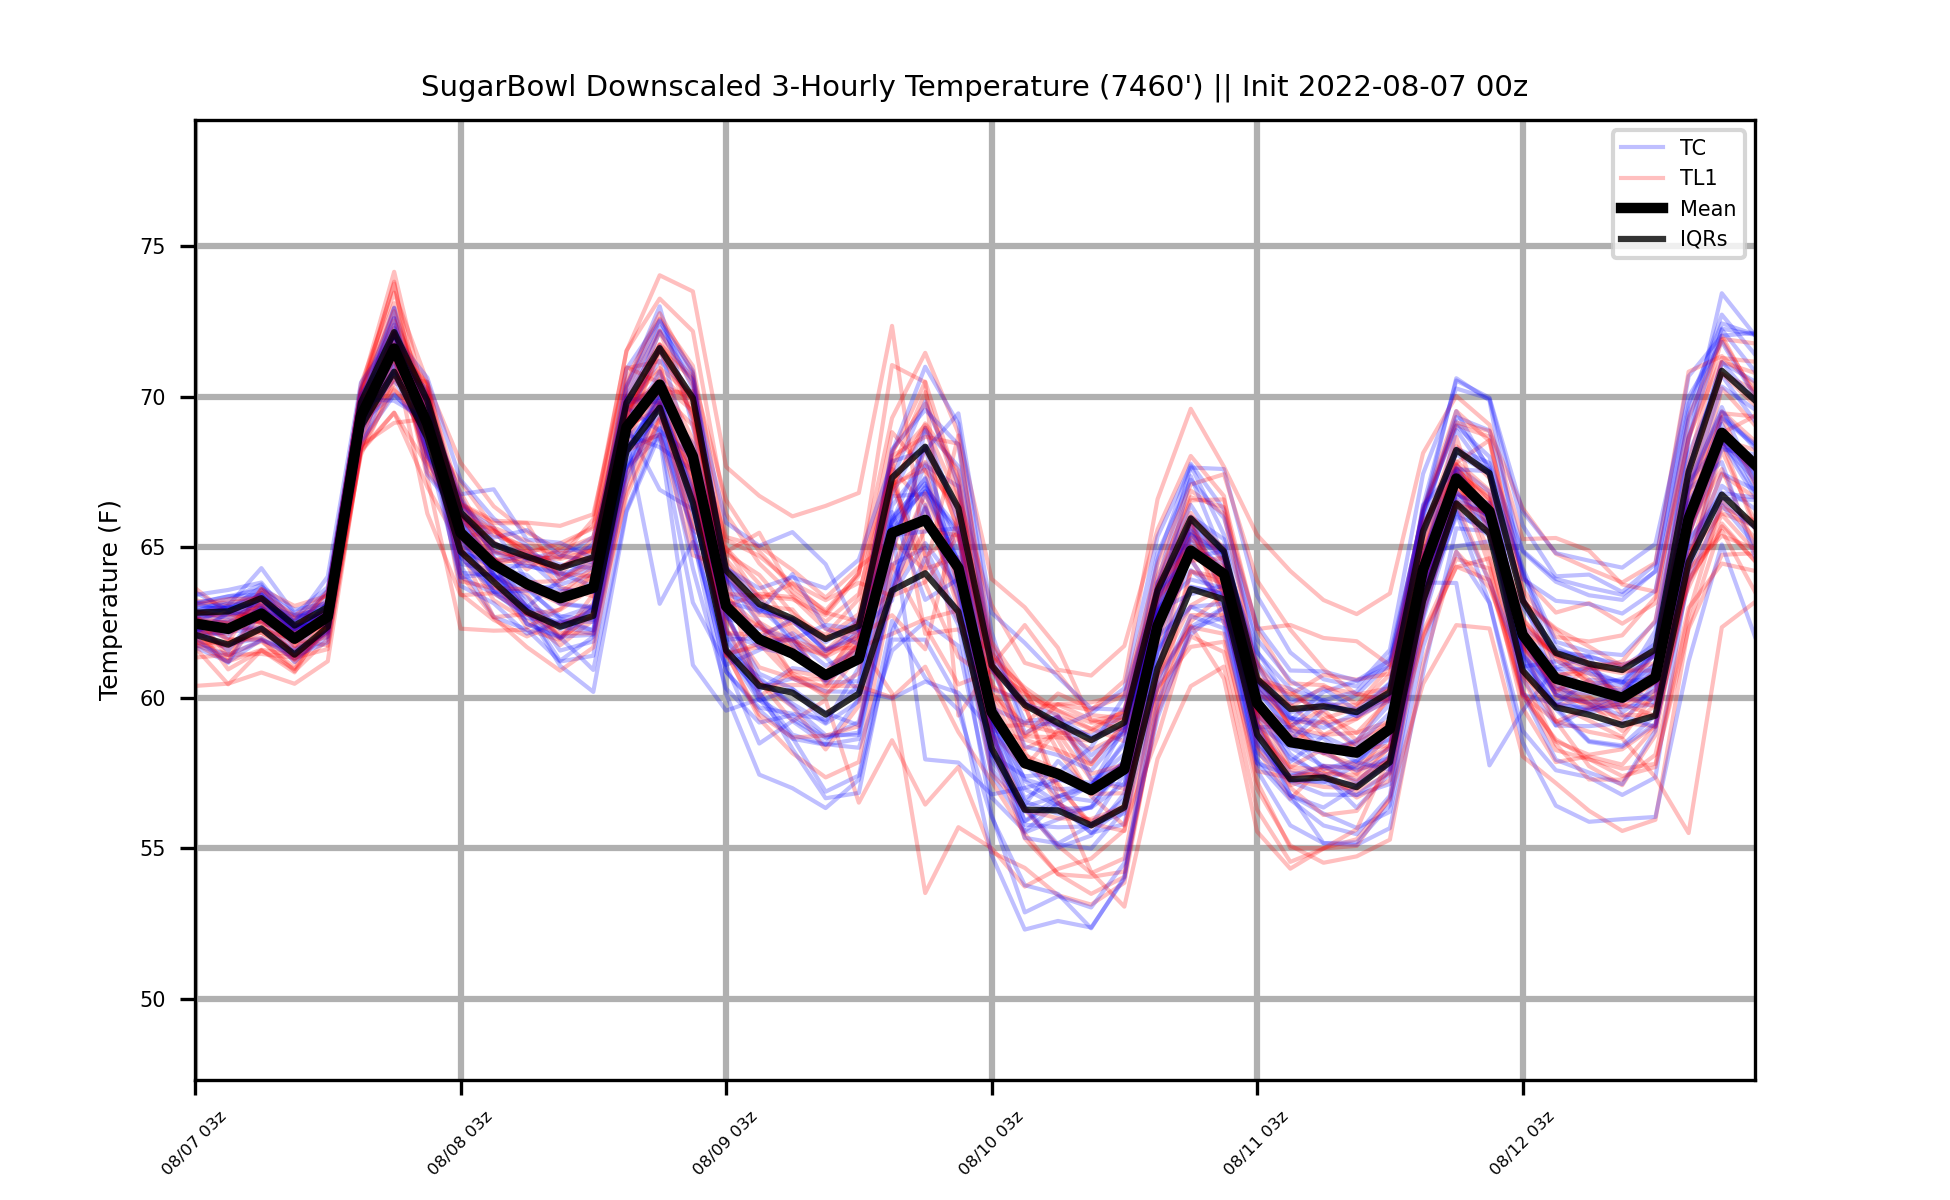 SugarBowl Downscaled 3-Hourly Temperature (7460') || Init 2022-08-07 00z
TC
TL1
Mean
IQRs
Temperature (F)
75
70
65
60
55
50
08/07 03z
08/08 03z
08/09 03z
08/10 03z
08/11 03z
08/12 03z